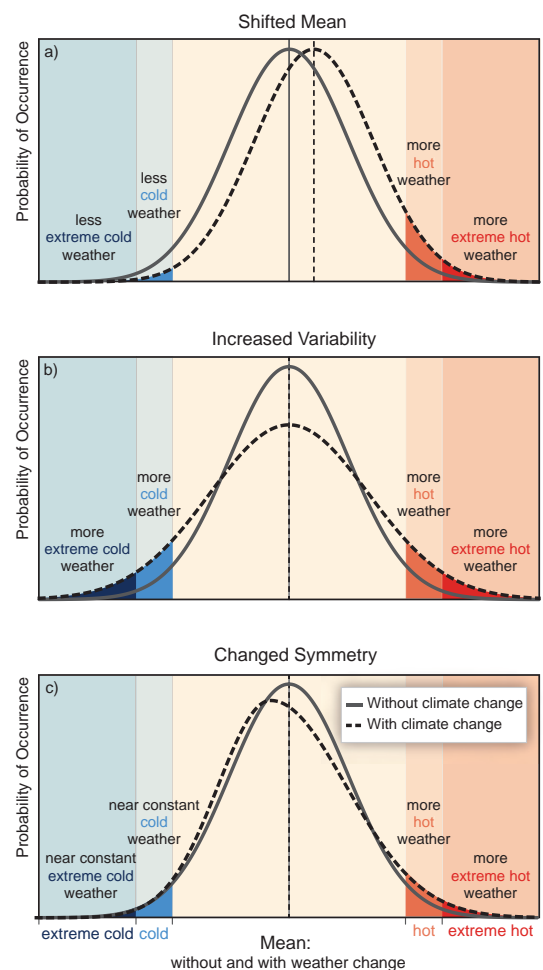 Shifted Mean
a)
Probability of Occurrence
less
cold
weather
less
extreme cold
weather
more
hot
weather
more
extreme hot
weather
Increased Variability
b)
Probability of Occurrence
more
cold
weather
more
extreme cold
weather
more
hot
weather
more
extreme hot
weather
Changed Symmetry
c)
Probability of Occurrence
Without climate change
With climate change
near constant
cold
weather
near constant
extreme cold
weather
more
hot
weather
more
extreme hot
weather
extreme cold cold hot extreme hot
Mean:
without and with weather change